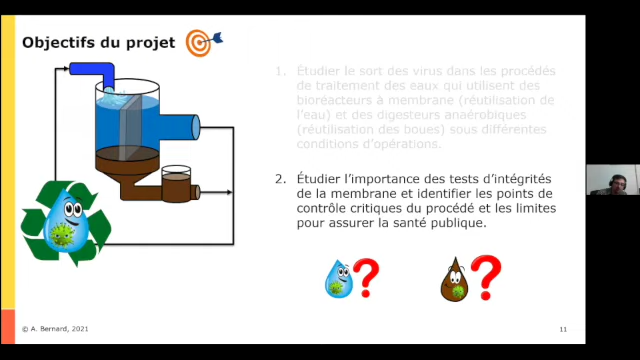 Objectifs du projet
1. Étudier le sort des virus dans les procédés
de traitement des eaux qui utilisent des
bioréacteurs à membrane (réutilisation de
l'eau) et des digesteurs anaérobiques
(réutilisation des boues) sous différentes
conditions d'opérations.
2. Étudier l'importance des tests d'intégrités
de la membrane et identifier les points de
contrôle critiques du procédé et les limites
pour assurer la santé publique.
??
© A. Bernard, 2021
11